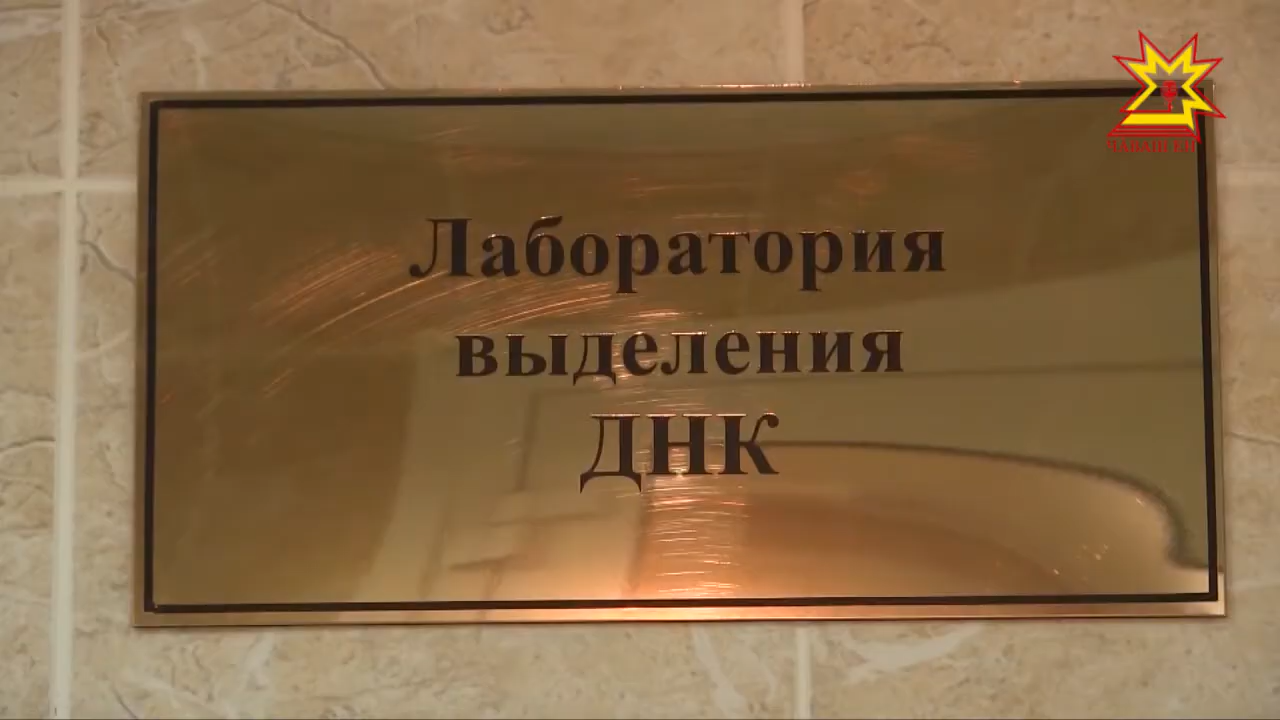 Лаборатория
выделения
ДНК